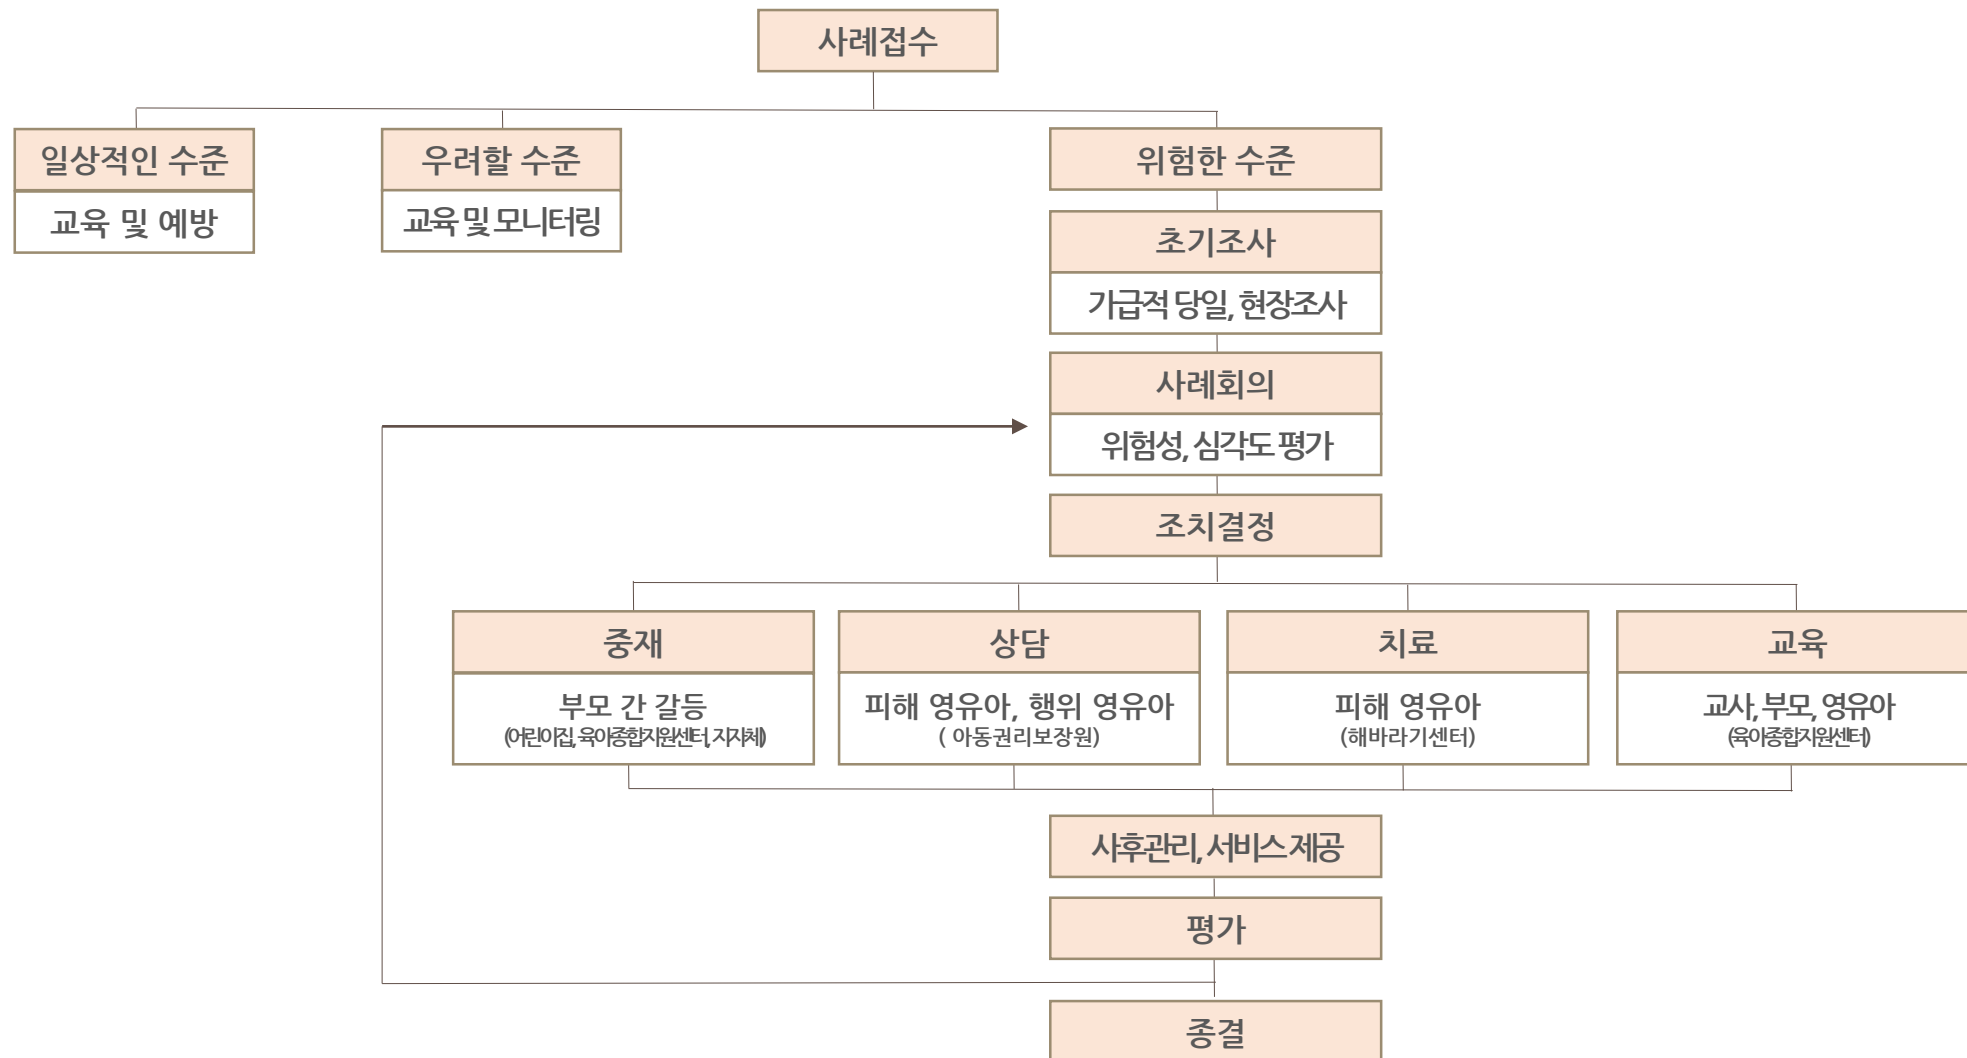 사례접수
일상적인 수준
우려할 수준
위험한 수준
교육 및 예방
교육 및 모니터링
초기조사
가급적 당일, 현장조사
사례회의
위험성, 심각도 평가
조치결정
중재
상담
치료
교육
부모 간 갈등
(어린이집, 육아종합지원센터, 지자체)
피해 영유아, 행위 영유아
( 아동권리보장원)
피해 영유아
(해바라기센터)
교사, 부모, 영유아
(육아종합지원센터)
사후관리, 서비스 제공
평가
종결